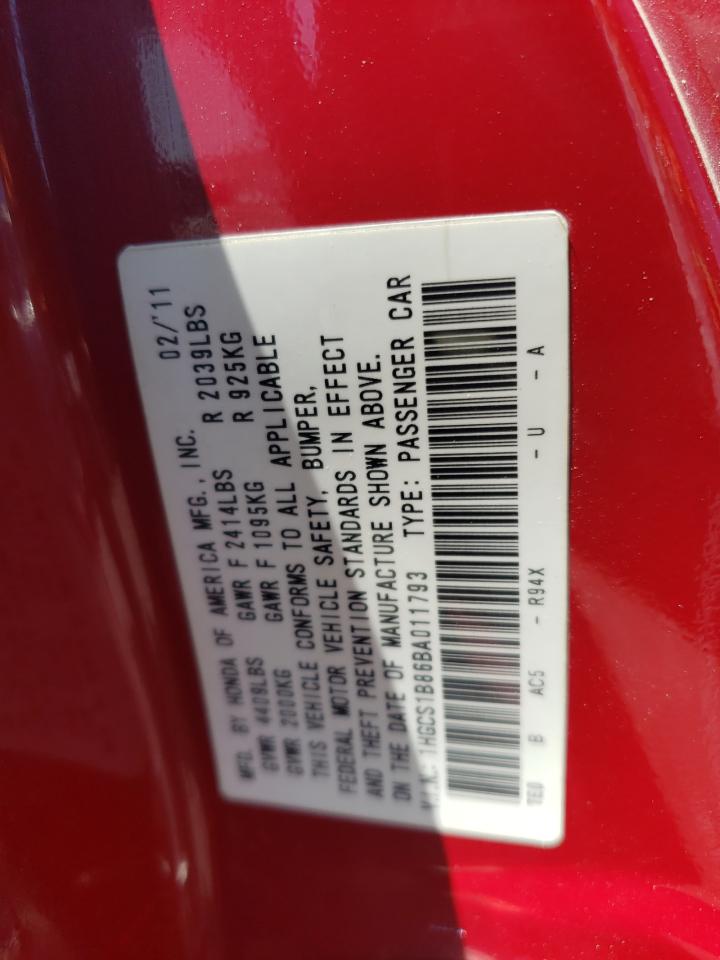 MFD. BY HONDA OF AMERICA MFG., INC. 02/'11
GVWR 4409LBS GAWR F 2414LBS R 2039LBS
GVWR 2000KG GAWR F 1095KG R 925KG
THIS VEHICLE CONFORMS TO ALL APPLICABLE
FEDERAL MOTOR VEHICLE SAFETY, BUMPER,
AND THEFT PREVENTION STANDARDS IN EFFECT
ON THE DATE OF MANUFACTURE SHOWN ABOVE.
V.I.N.: 1HGCS1B86BA011793 TYPE: PASSENGER CAR
TE0 B AC5 - R94X - U - A